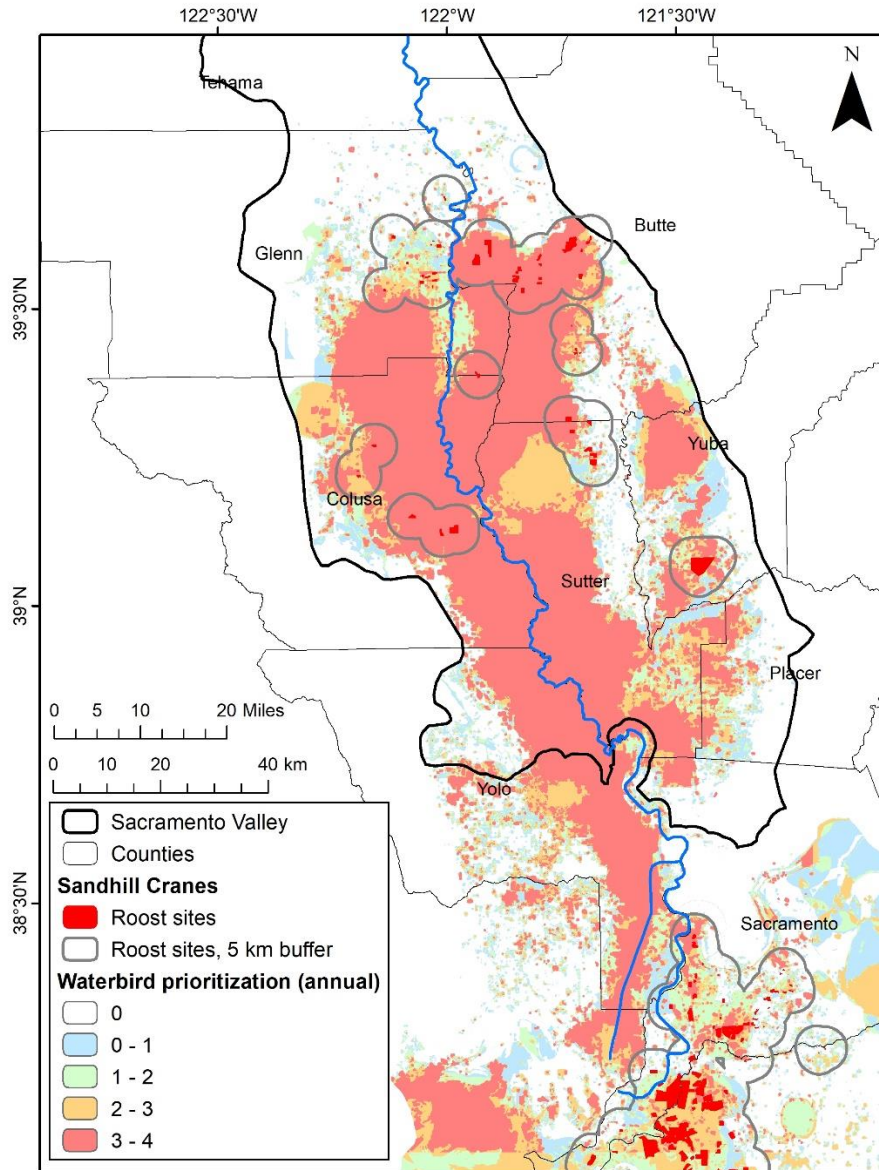 122°30'W 122°W 121°30'W
N
Tehama
Butte
Glenn
39°30'N
Yuba
Colusa
Sutter
39°N
Placer
0 5 10 20 Miles
0 10 20 40 km
Yolo
Sacramento Valley
Counties
Sandhill Cranes
Roost sites
Roost sites, 5 km buffer
Waterbird prioritization (annual)
0
0 - 1
1 - 2
2 - 3
3 - 4
38°30'N
Sacramento